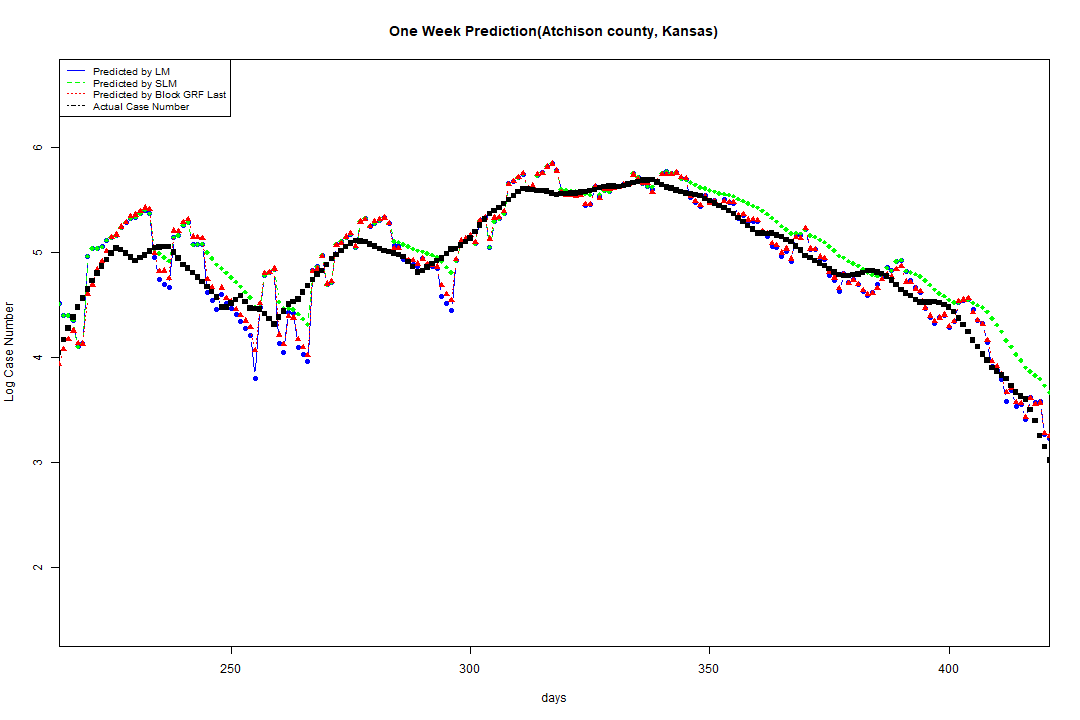 One Week Prediction(Atchison county, Kansas)
Predicted by LM
Predicted by SLM
Predicted by Block GRF Last
Actual Case Number
Log Case Number
6
5
4
3
2
250 300 350 400
days